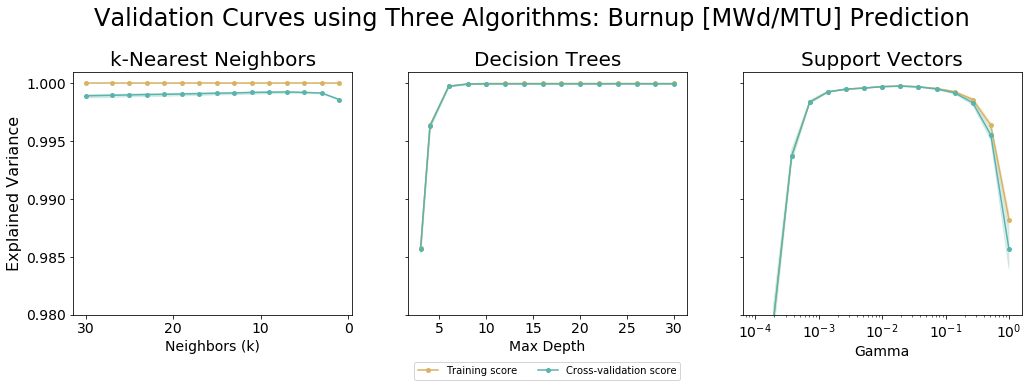 Validation Curves using Three Algorithms: Burnup [MWd/MTU] Prediction
k-Nearest Neighbors
Decision Trees
Support Vectors
Explained Variance
1.000
0.995
0.990
0.985
0.980
30 20 10 0
Neighbors (k)
5 10 15 20 25 30
Max Depth
10⁻⁴ 10⁻³ 10⁻² 10⁻¹ 10⁰
Gamma
Training score
Cross-validation score